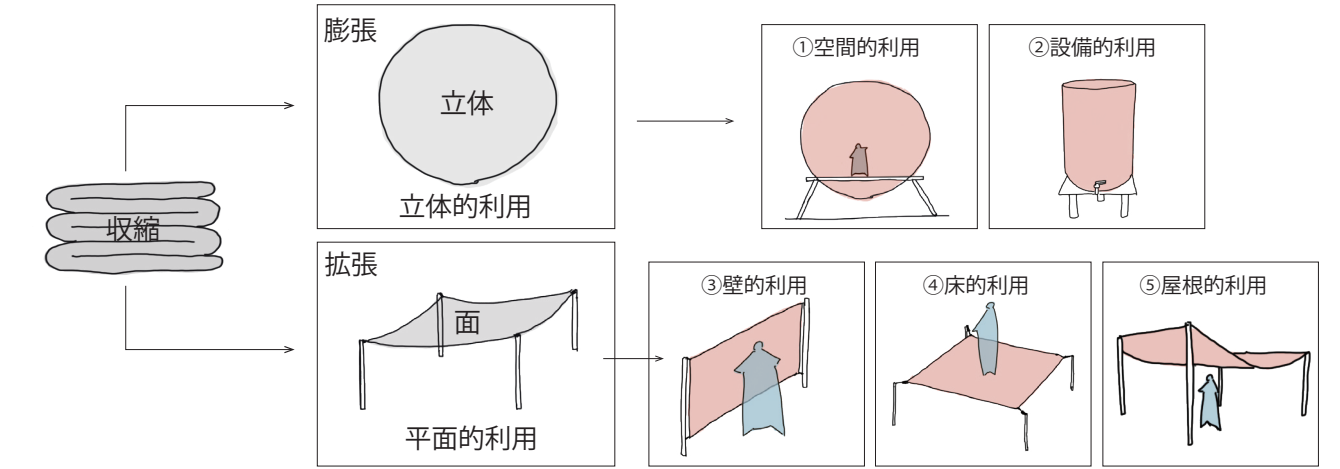 収縮
膨張
立体
立体的利用
①空間的利用
②設備的利用
拡張
面
平面的利用
③壁的利用
④床的利用
⑤屋根的利用